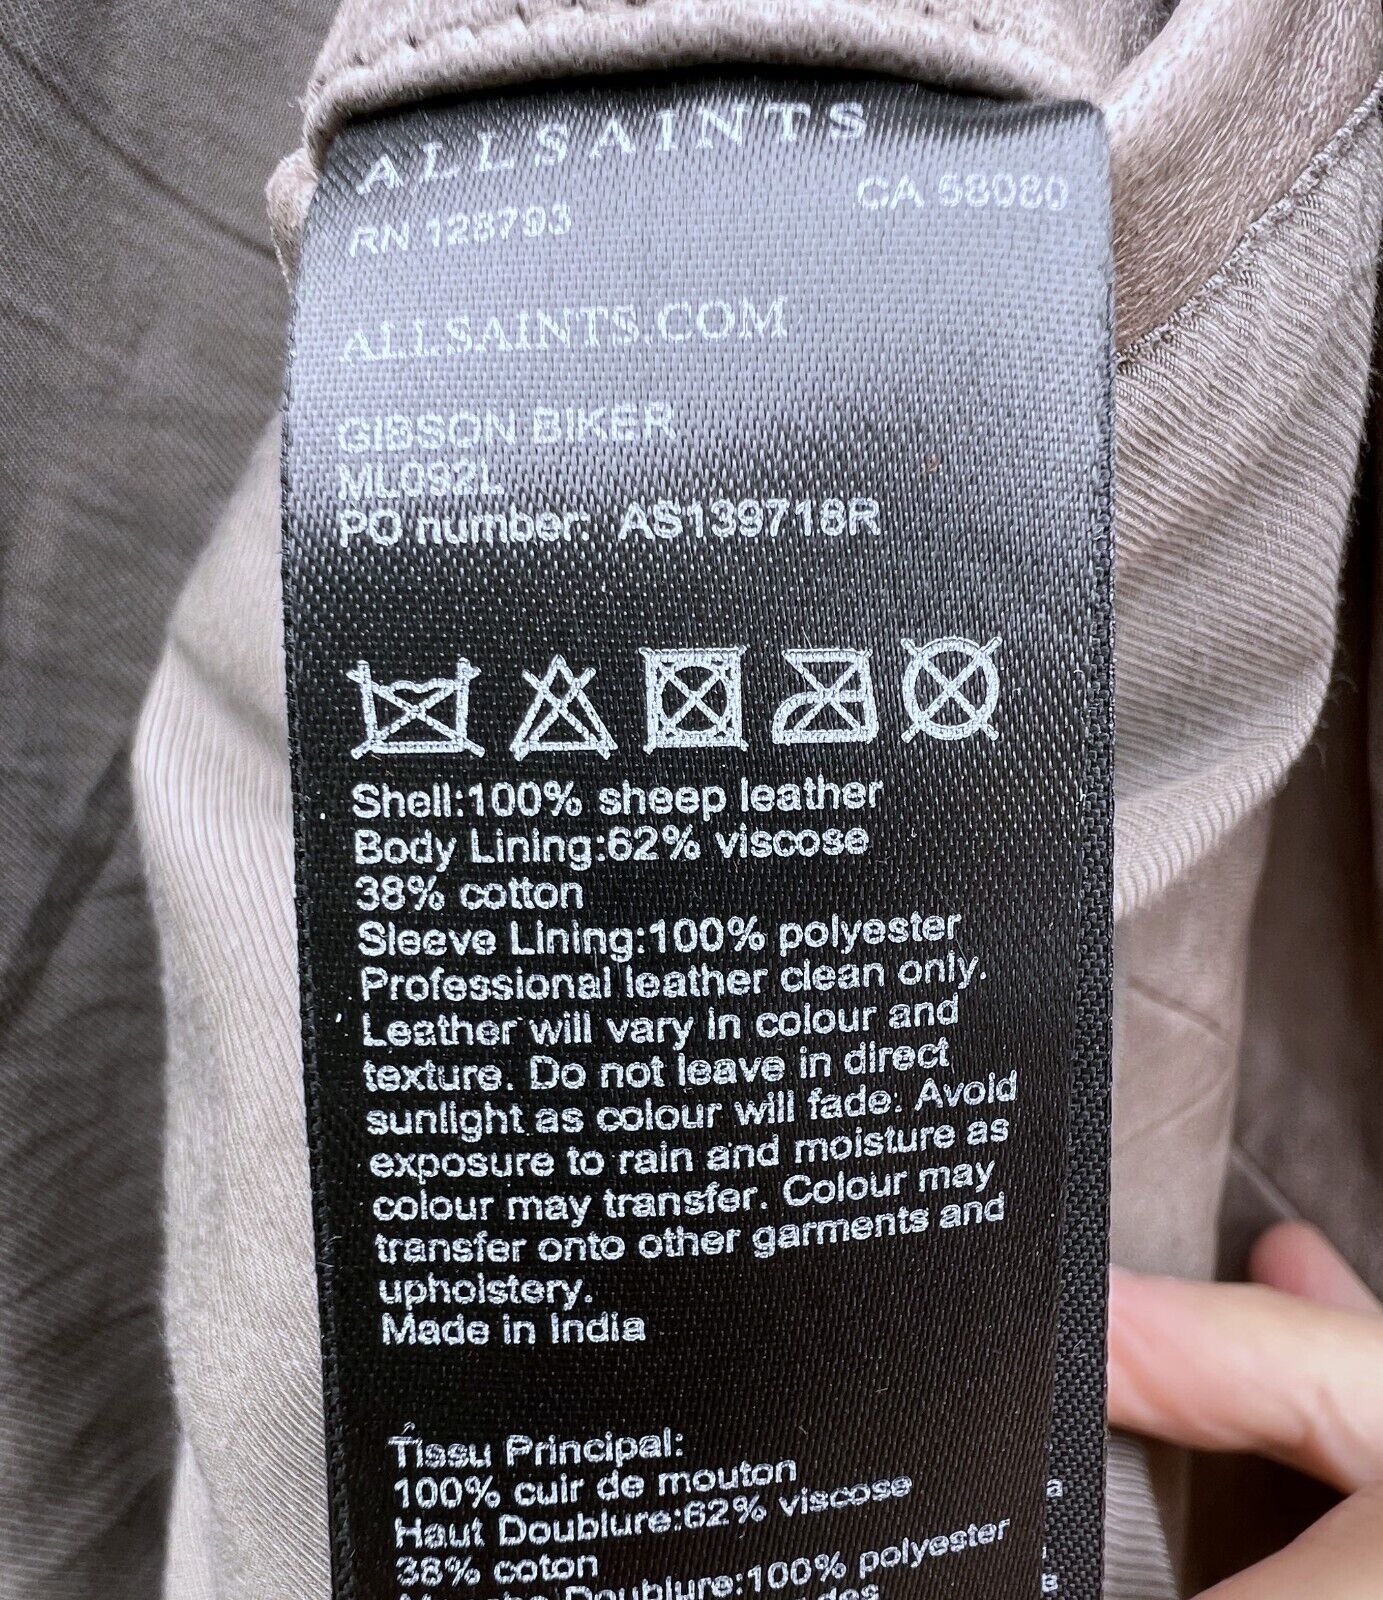 ALLSAINTS
RN 128793 CA 58080
ALLSAINTS.COM
GIBSON BIKER
ML092L
PO number: AS139718R
Shell:100% sheep leather
Body Lining:62% viscose
38% cotton
Sleeve Lining:100% polyester
Professional leather clean only.
Leather will vary in colour and
texture. Do not leave in direct
sunlight as colour will fade. Avoid
exposure to rain and moisture as
colour may transfer. Colour may
transfer onto other garments and
upholstery.
Made in India
Tissu Principal:
100% cuir de mouton
Haut Doublure:62% viscose
38% coton
Doublure:100% polyester